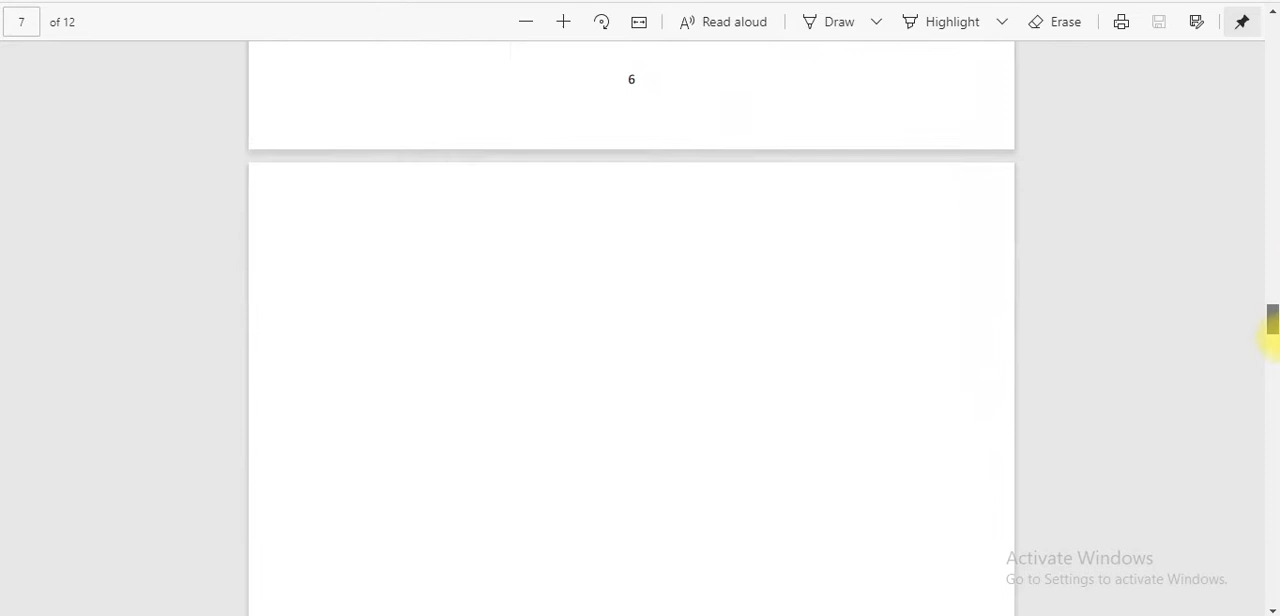 7 of 12 Read aloud Draw Highlight Erase
6
Activate Windows
Go to Settings to activate Windows.